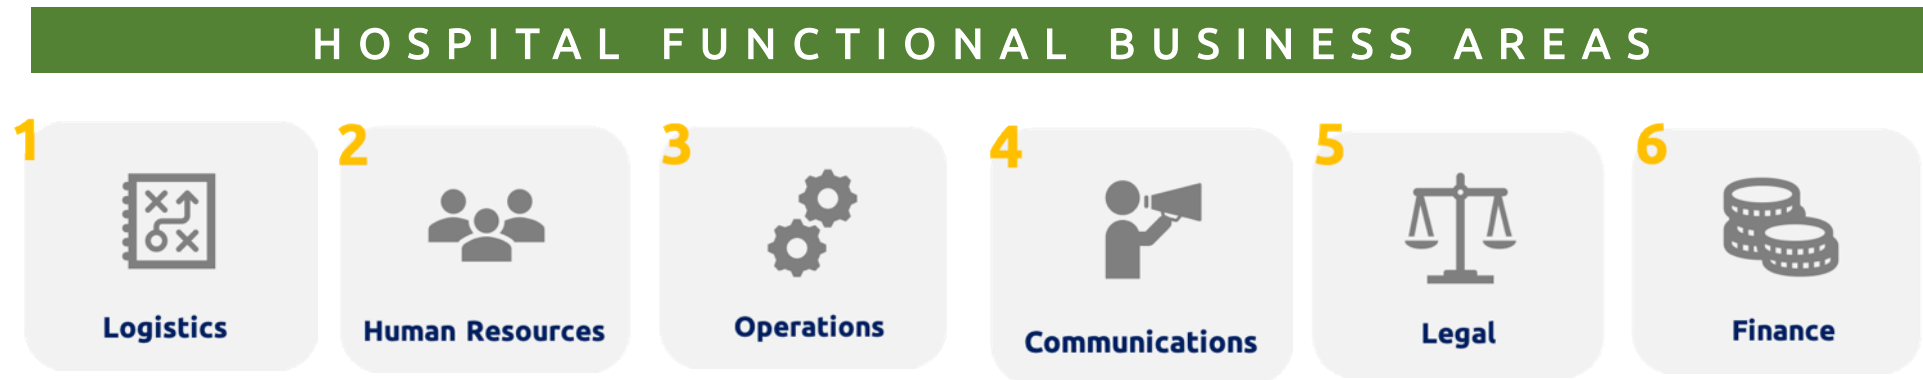 HOSPITAL FUNCTIONAL BUSINESS AREAS
1
Logistics
2
Human Resources
3
Operations
4
Communications
5
Legal
6
Finance